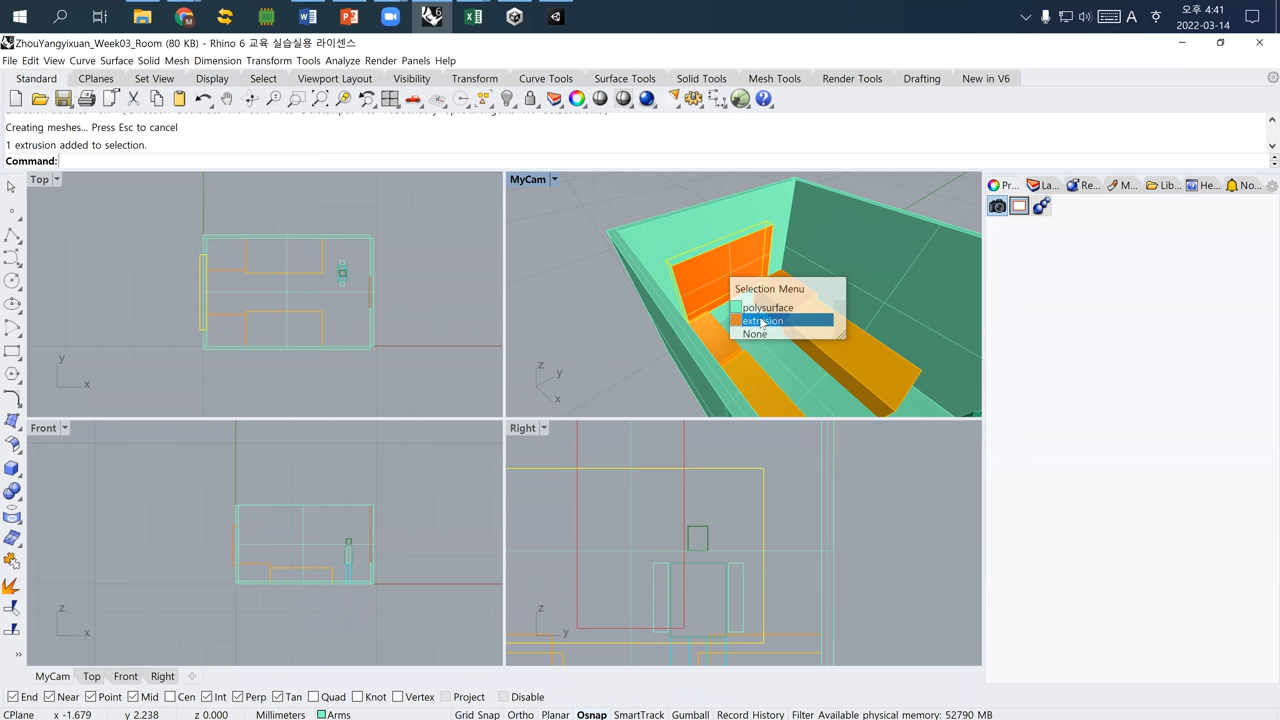 오후 4:41
A
2022-03-14
ZhouYangyixuan_Week03_Room (80 KB) - Rhino 6 교육 실습실용 라이센스
File Edit View Curve Surface Solid Mesh Dimension Transform Tools Analyze Render Panels Help
Standard CPlanes Set View Display Select Viewport Layout Visibility Transform Curve Tools Surface Tools Solid Tools Mesh Tools Render Tools Drafting New in V6
Creating meshes... Press Esc to cancel
1 extrusion added to selection.
Command:
Top
MyCam
Pr... La... Re... M... Lib... He... No...
Selection Menu
polysurface
extrusion
None
y
x
z
y
x
Front
Right
z
x
z
y
MyCam Top Front Right
End Near Point Mid Cen Int Perp Tan Quad Knot Vertex Project Disable
CPlane x -1.679 y 2.238 z 0.000 Millimeters Arms Grid Snap Ortho Planar Osnap SmartTrack Gumball Record History Filter Available physical memory: 52790 MB